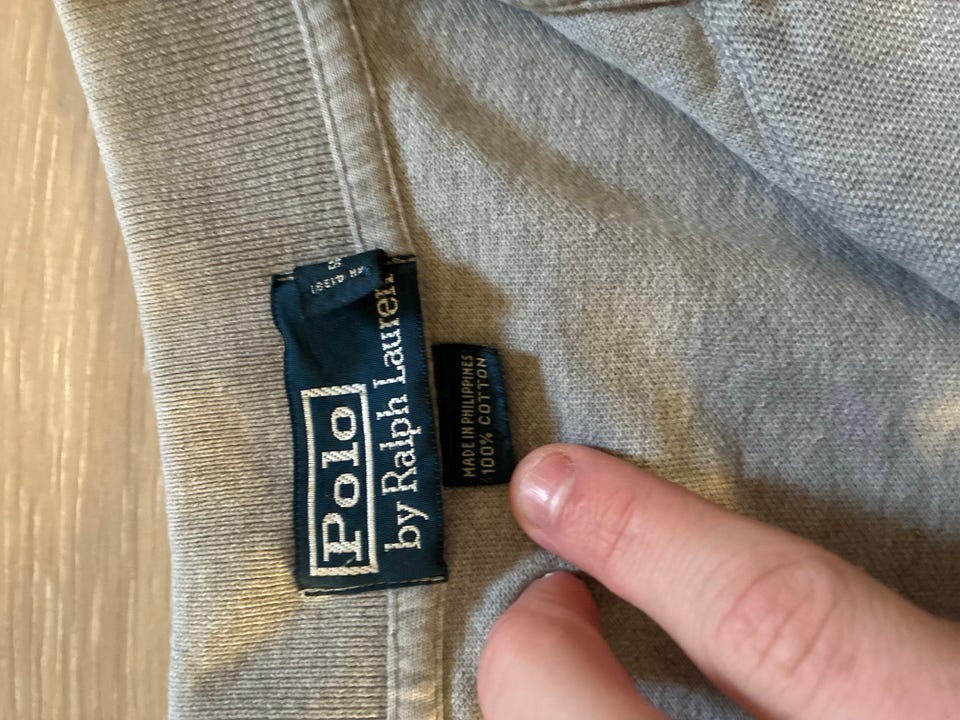 Polo
by Ralph Lauren
MADE IN PHILIPPINES
100% COTTON